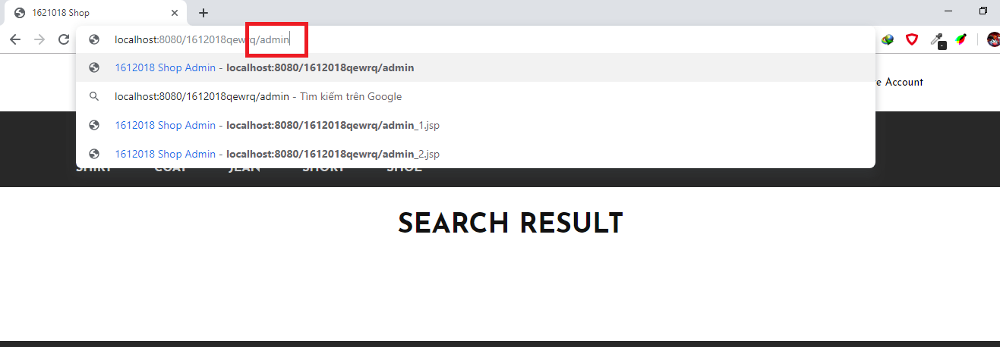 1621018 Shop
localhost:8080/1612018qewrq/admin
1612018 Shop Admin - localhost:8080/1612018qewrq/admin
localhost:8080/1612018qewrq/admin - Tìm kiếm trên Google
e Account
1612018 Shop Admin - localhost:8080/1612018qewrq/admin_1.jsp
1612018 Shop Admin - localhost:8080/1612018qewrq/admin_2.jsp
SHIRT COAT JEAN SHORT SHOE
SEARCH RESULT